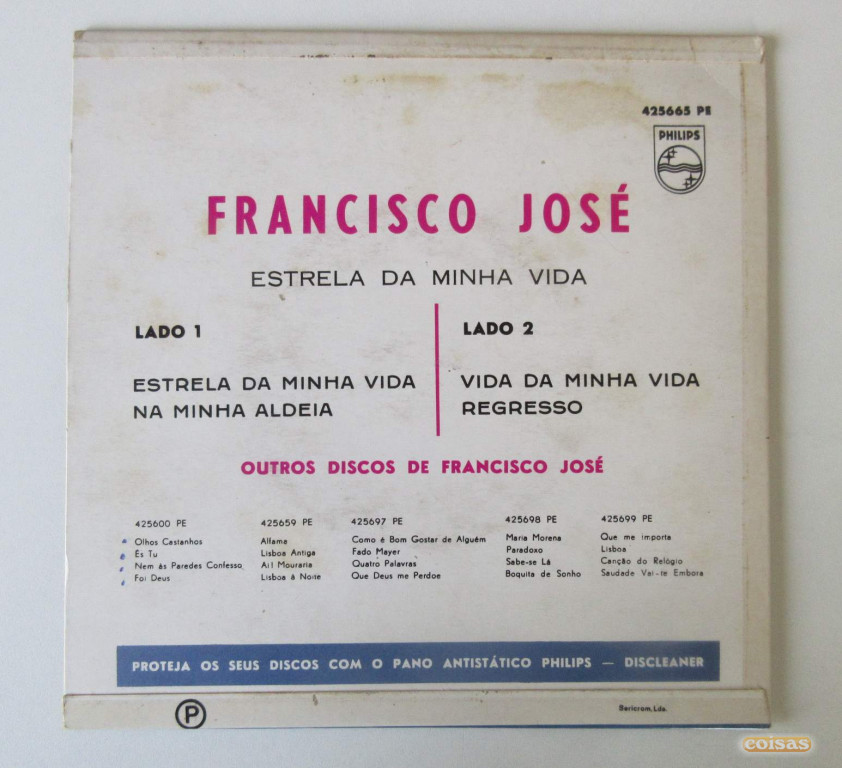 425665 PE
PHILIPS
FRANCISCO JOSÉ
ESTRELA DA MINHA VIDA
LADO 1
ESTRELA DA MINHA VIDA
NA MINHA ALDEIA
LADO 2
VIDA DA MINHA VIDA
REGRESSO
OUTROS DISCOS DE FRANCISCO JOSÉ
425600 PE
Olhos Castanhos
És Tu
Nem às Paredes Confesso
Foi Deus
425659 PE
Alfama
Lisboa Antiga
Ai! Mouraria
Lisboa à Noite
425697 PE
Como é Bom Gostar de Alguém
Fado Mayer
Quatro Palavras
Que Deus me Perdoe
425698 PE
Maria Morena
Paradoxo
Sabe-se Lá
Boquita de Sonho
425699 PE
Que me importa
Lisboa
Canção do Relógio
Saudade Vai-te Embora
PROTEJA OS SEUS DISCOS COM O PANO ANTISTÁTICO PHILIPS — DISCLEANER
P
Bericrom, Lda.
coisas